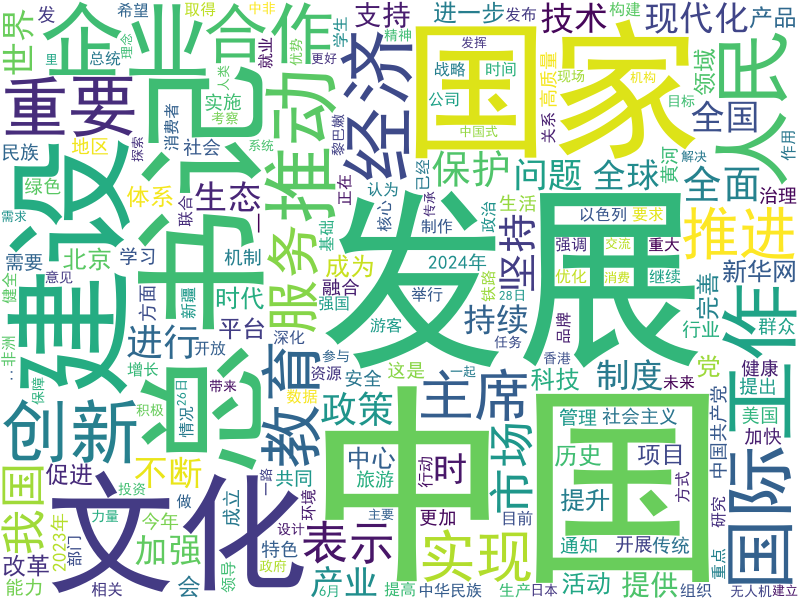 世界
发
希望
取得
中非
学生
支持
精神
进一步
发布
构建
技术
现代化
产品
企业
合作
总统
理念
里
优势
就业
更好
人类
重要
经济
国家
发挥
战略
时间
公司
中国式
现场
机构
目标
高质量
关系
领域
人民
全国
作用
民族
地区
探索
消费者
实施
考察
社会
系统
推动
黎巴嫩
保护
问题
全球
黄河
解决
全面
治理
绿色
体系
联合
生态
一
正在
认为
已经
核心
传承
制作
政治
生活
以色列
要求
需求
建设
总书记
服务
基础
发展
坚持
强调
交流
重大
推进
需要
北京
学习
机制
成为
2024年
铁路
优化
消费
继续
完善
新华网
意见
健全
方面
新疆
时代
融合
强国
举行
28日
品牌
行业
群众
非洲
进行
平台
深化
游客
持续
任务
工作
增长
开放
参与
这是
香港
党
健康
保障
创新
积极
情况
26日
带来
教育
资源
安全
一起
主席
科技
制度
未来
提出
数据
政策
市场
管理
社会主义
中国共产党
美国
加快
我国
促进
不断
一路
共同
中心
旅游
行动
时
中国
历史
项目
方式
研究
国际
2023年
投资
文化
做
成立
环境
提升
改革
部门
今年
力量
加强
设计
表示
主要
更加
目前
实现
通知
开展
传统
重点
能力
相关
会
领导
特色
政府
产业
6月
提高
中华民族
生产
日本
活动
提供
组织
无人机
建立